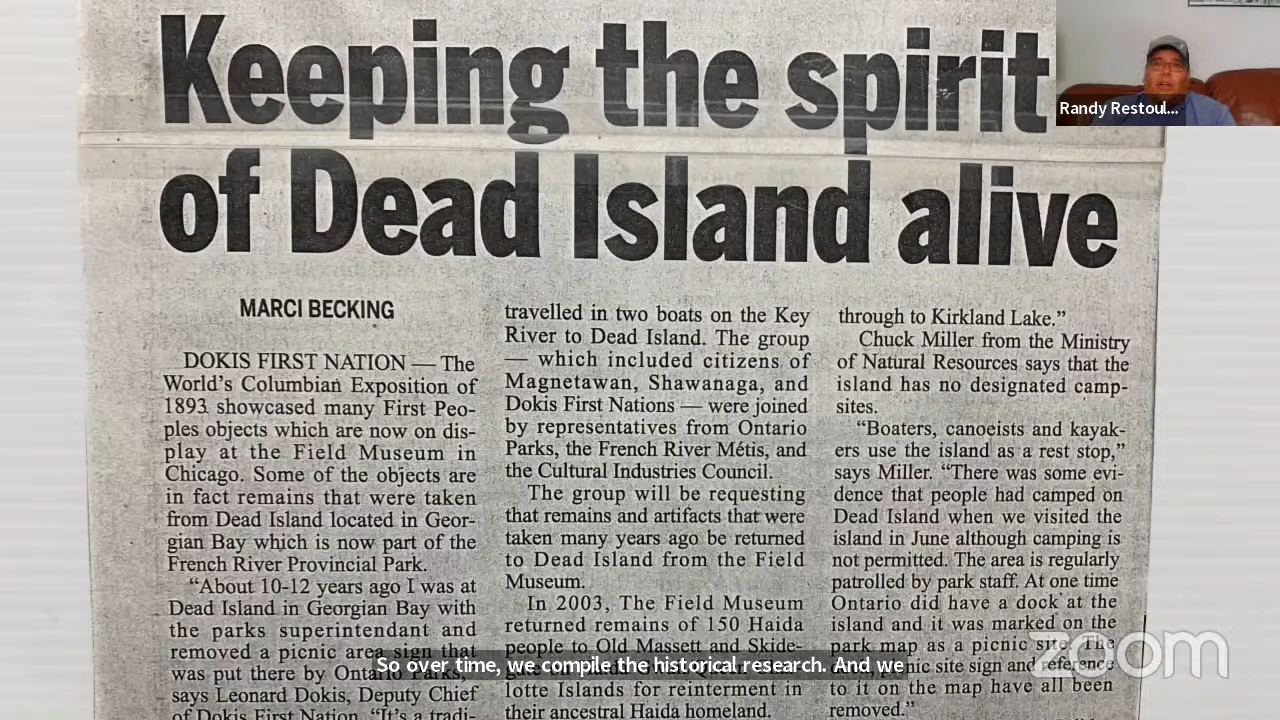 Keeping the spirit
of Dead Island alive
Randy Restoul...
MARCI BECKING
DOKIS FIRST NATION — The
World's Columbian Exposition of
1893 showcased many First Peo-
ples objects which are now on dis-
play at the Field Museum in
Chicago. Some of the objects are
in fact remains that were taken
from Dead Island located in Geor-
gian Bay which is now part of the
French River Provincial Park.
"About 10-12 years ago I was at
Dead Island in Georgian Bay with
the parks superintendant and
removed a picnic area sign that
was put there by Ontario Parks,"
says Leonard Dokis, Deputy Chief
of Dokis First Nation. "It's a tradi-
travelled in two boats on the Key
River to Dead Island. The group
— which included citizens of
Magnetawan, Shawanaga, and
Dokis First Nations — were joined
by representatives from Ontario
Parks, the French River Métis, and
the Cultural Industries Council.
The group will be requesting
that remains and artifacts that were
taken many years ago be returned
to Dead Island from the Field
Museum.
In 2003, The Field Museum
returned remains of 150 Haida
people to Old Massett and Skide-
lotte Islands for reinterment in
their ancestral Haida homeland.
through to Kirkland Lake."
Chuck Miller from the Ministry
of Natural Resources says that the
island has no designated camp-
sites.
"Boaters, canoeists and kayak-
ers use the island as a rest stop,"
says Miller. "There was some evi-
dence that people had camped on
Dead Island when we visited the
island in June although camping is
not permitted. The area is regularly
patrolled by park staff. At one time
Ontario did have a dock at the
island and it was marked on the
park map as a picnic site. The
nic site sign and reference
to it on the map have all been
removed."
So over time, we compile the historical research. And we
zoom